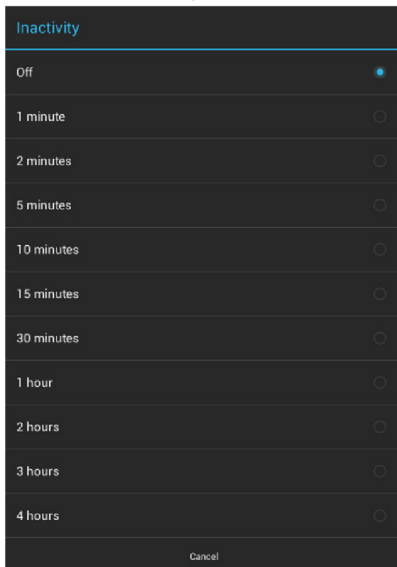 Inactivity
Off
1 minute
2 minutes
5 minutes
10 minutes
15 minutes
30 minutes
1 hour
2 hours
3 hours
4 hours
Cancel